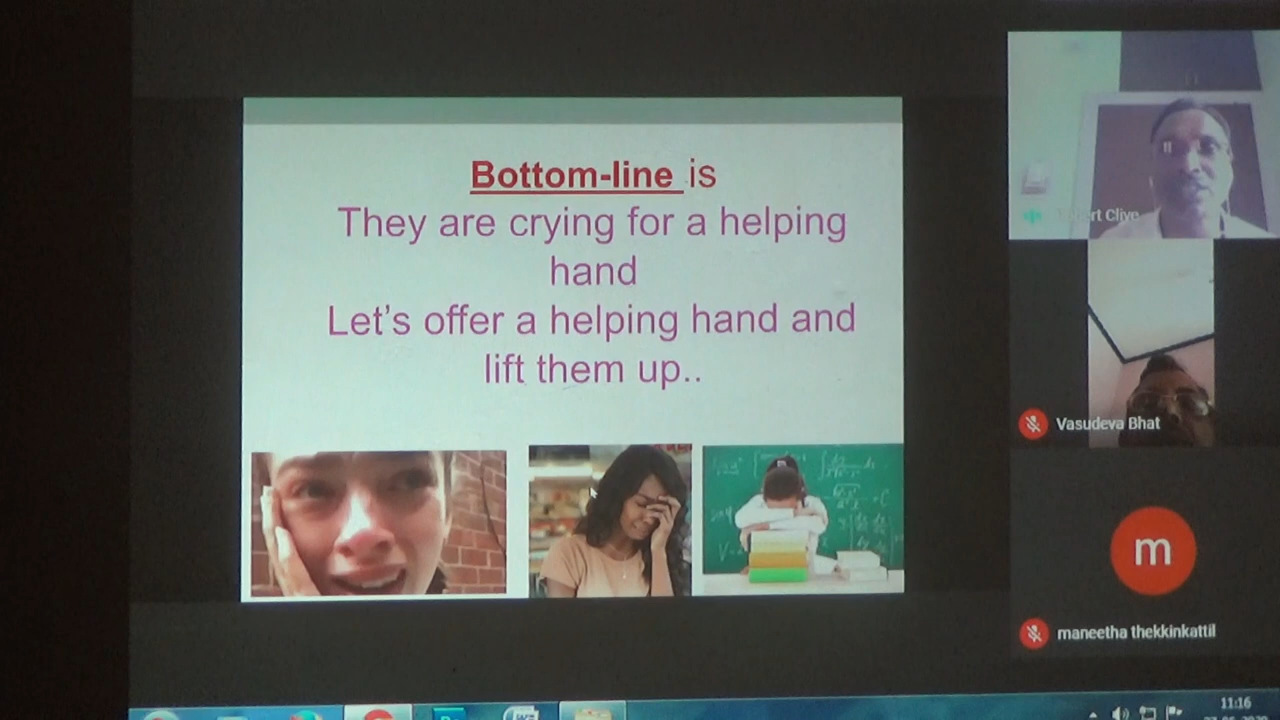 Bottom-line is
They are crying for a helping
hand
Let's offer a helping hand and
lift them up..
Clive
Vasudeva Bhat
m
maneetha thekkinkattil
11:16